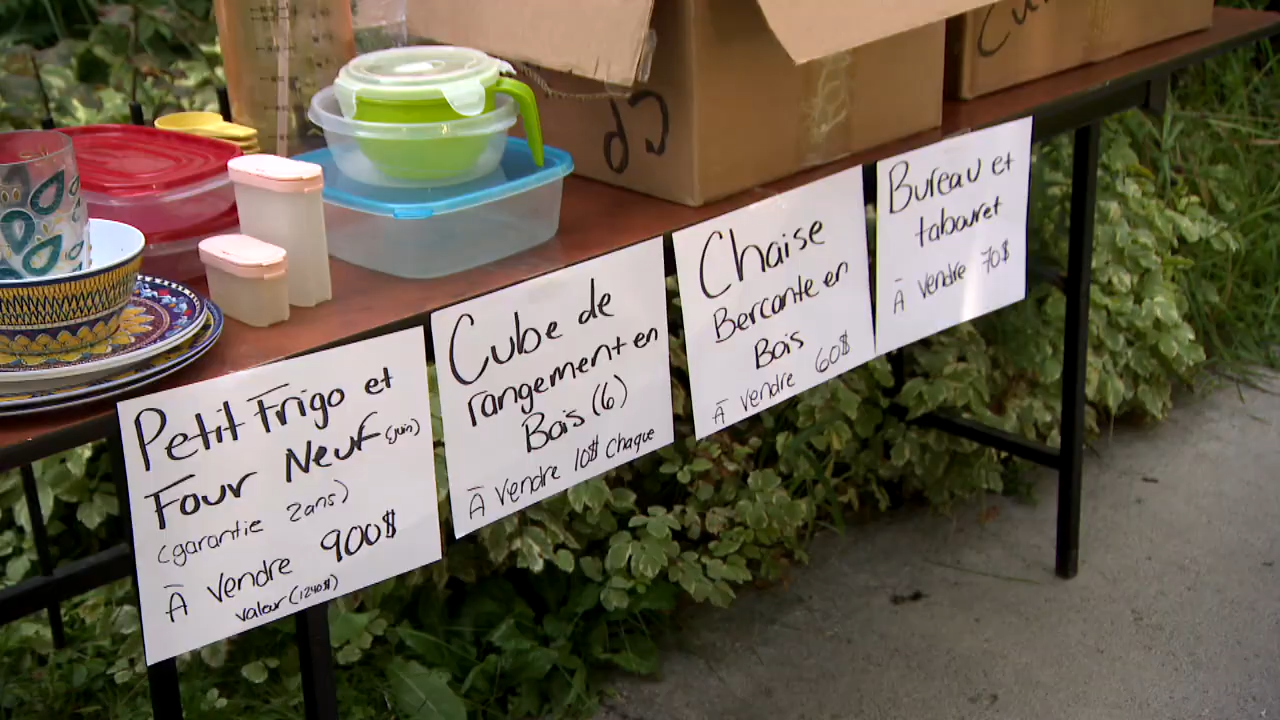 Petit Frigo et
Four Neuf (juin)
(garantie 2ans)
À vendre 900$
valeur (1240$)
Cube de
rangement en
Bois (6)
À vendre 10$ chaque
Chaise
Bercante en
Bois
À vendre 60$
Bureau et
tabouret
À vendre 70$